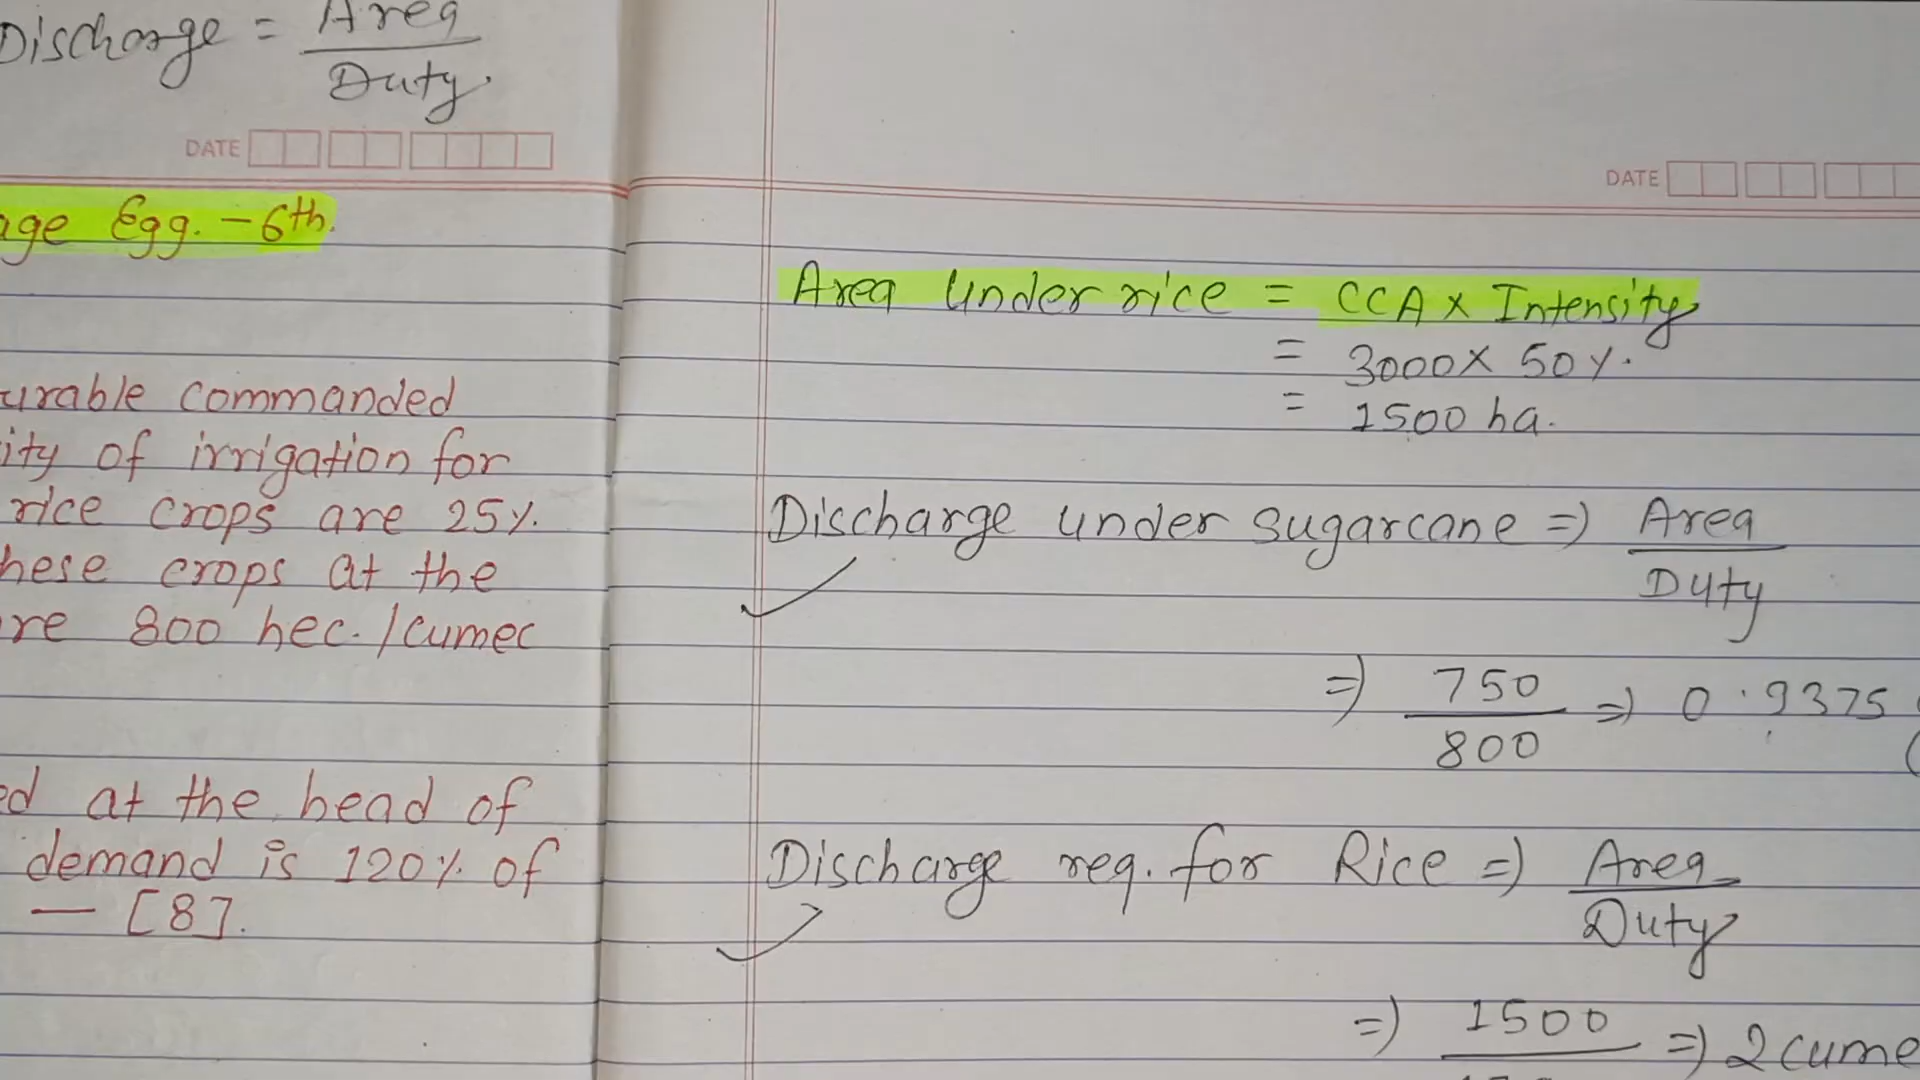 Discharge = Area
Duty.
DATE
age Egg. - 6th.
urable commanded
ity of irrigation for
rice crops are 25%.
hese crops at the
re 800 hec./cumec
ed at the head of
demand is 120% of
— [8].
DATE
Area Under rice = CCA x Intensity
= 3000 x 50%.
= 1500 ha.
Discharge under sugarcane => Area
Duty
=> 750 => 0.9375
800
Discharge req. for Rice => Area
Duty
=> 1500 => 2 cume